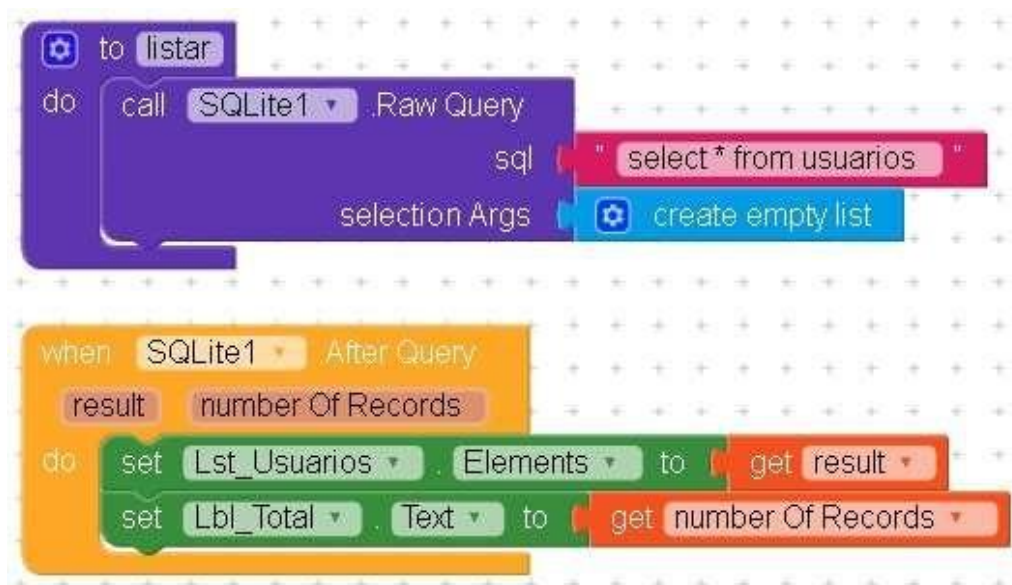 to listar
do call SQLite1 .Raw Query
sql " select * from usuarios "
selection Args create empty list
when SQLite1 After Query
result number Of Records
do set Lst_Usuarios . Elements to get result
set Lbl_Total . Text to get number Of Records